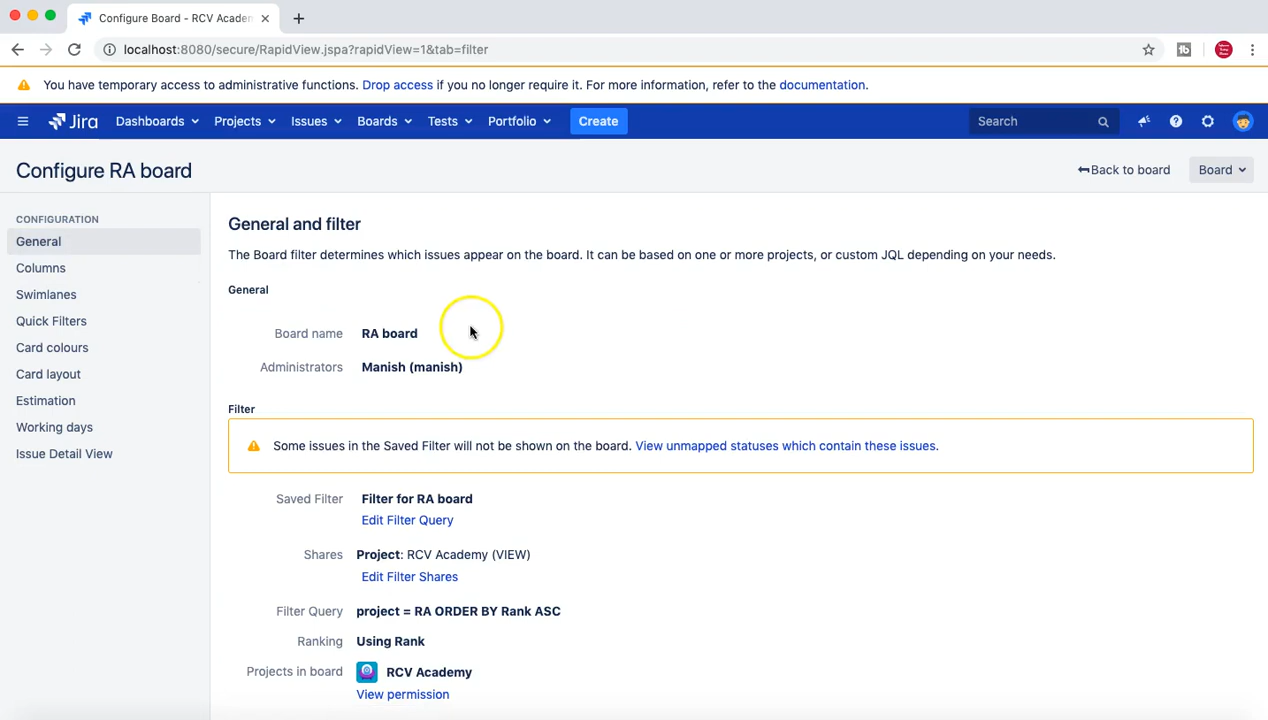 Configure Board - RCV Academ
localhost:8080/secure/RapidView.jspa?rapidView=1&tab=filter
You have temporary access to administrative functions. Drop access if you no longer require it. For more information, refer to the documentation.
Jira Dashboards Projects Issues Boards Tests Portfolio Create Search
Configure RA board
Back to board Board
CONFIGURATION
General
Columns
Swimlanes
Quick Filters
Card colours
Card layout
Estimation
Working days
Issue Detail View
General and filter
The Board filter determines which issues appear on the board. It can be based on one or more projects, or custom JQL depending on your needs.
General
Board name RA board
Administrators Manish (manish)
Filter
Some issues in the Saved Filter will not be shown on the board. View unmapped statuses which contain these issues.
Saved Filter Filter for RA board
Edit Filter Query
Shares Project: RCV Academy (VIEW)
Edit Filter Shares
Filter Query project = RA ORDER BY Rank ASC
Ranking Using Rank
Projects in board RCV Academy
View permission